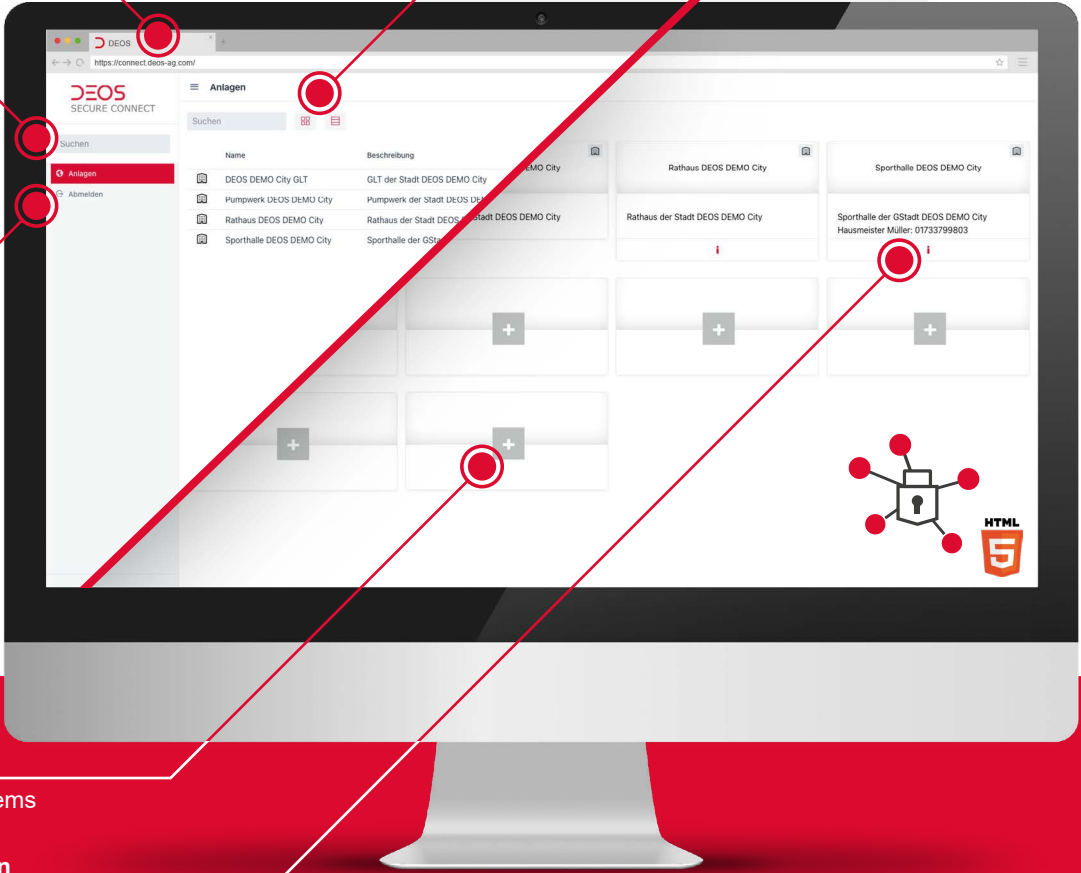 DEOS
https://connect.deos-ag.com/
DEOS
SECURE CONNECT
Suchen
Anlagen
Abmelden
Anlagen
Suchen
Name
Beschreibung
DEOS DEMO City GLT
GLT der Stadt DEOS DEMO City
Pumpwerk DEOS DEMO City
Pumpwerk der Stadt DEOS
Rathaus DEOS DEMO City
Rathaus der Stadt DEOS
Sporthalle DEOS DEMO City
Sporthalle der
DEMO City
Stadt DEOS DEMO City
Rathaus DEOS DEMO City
Rathaus der Stadt DEOS DEMO City
i
Sporthalle DEOS DEMO City
Sporthalle der GStadt DEOS DEMO City
Hausmeister Müller: 01733799803
i
HTML
5
ems
n